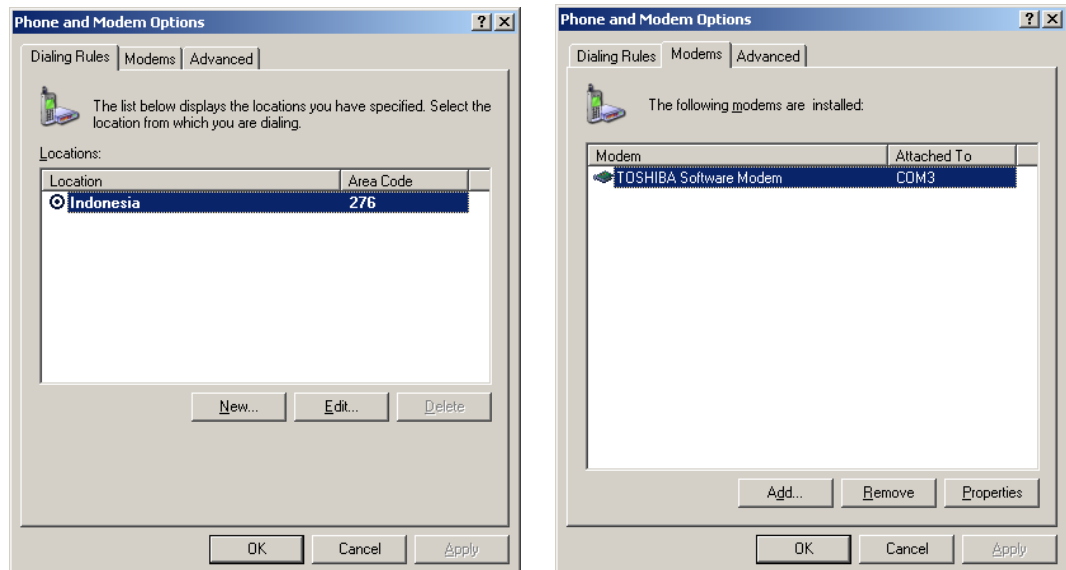 Phone and Modem Options
Dialing Rules Modems Advanced
The list below displays the locations you have specified. Select the
location from which you are dialing.
Locations:
Location Area Code
Indonesia 276
New... Edit... Delete
OK Cancel Apply
Phone and Modem Options
Dialing Rules Modems Advanced
The following modems are installed:
Modem Attached To
TOSHIBA Software Modem COM3
Add... Remove Properties
OK Cancel Apply